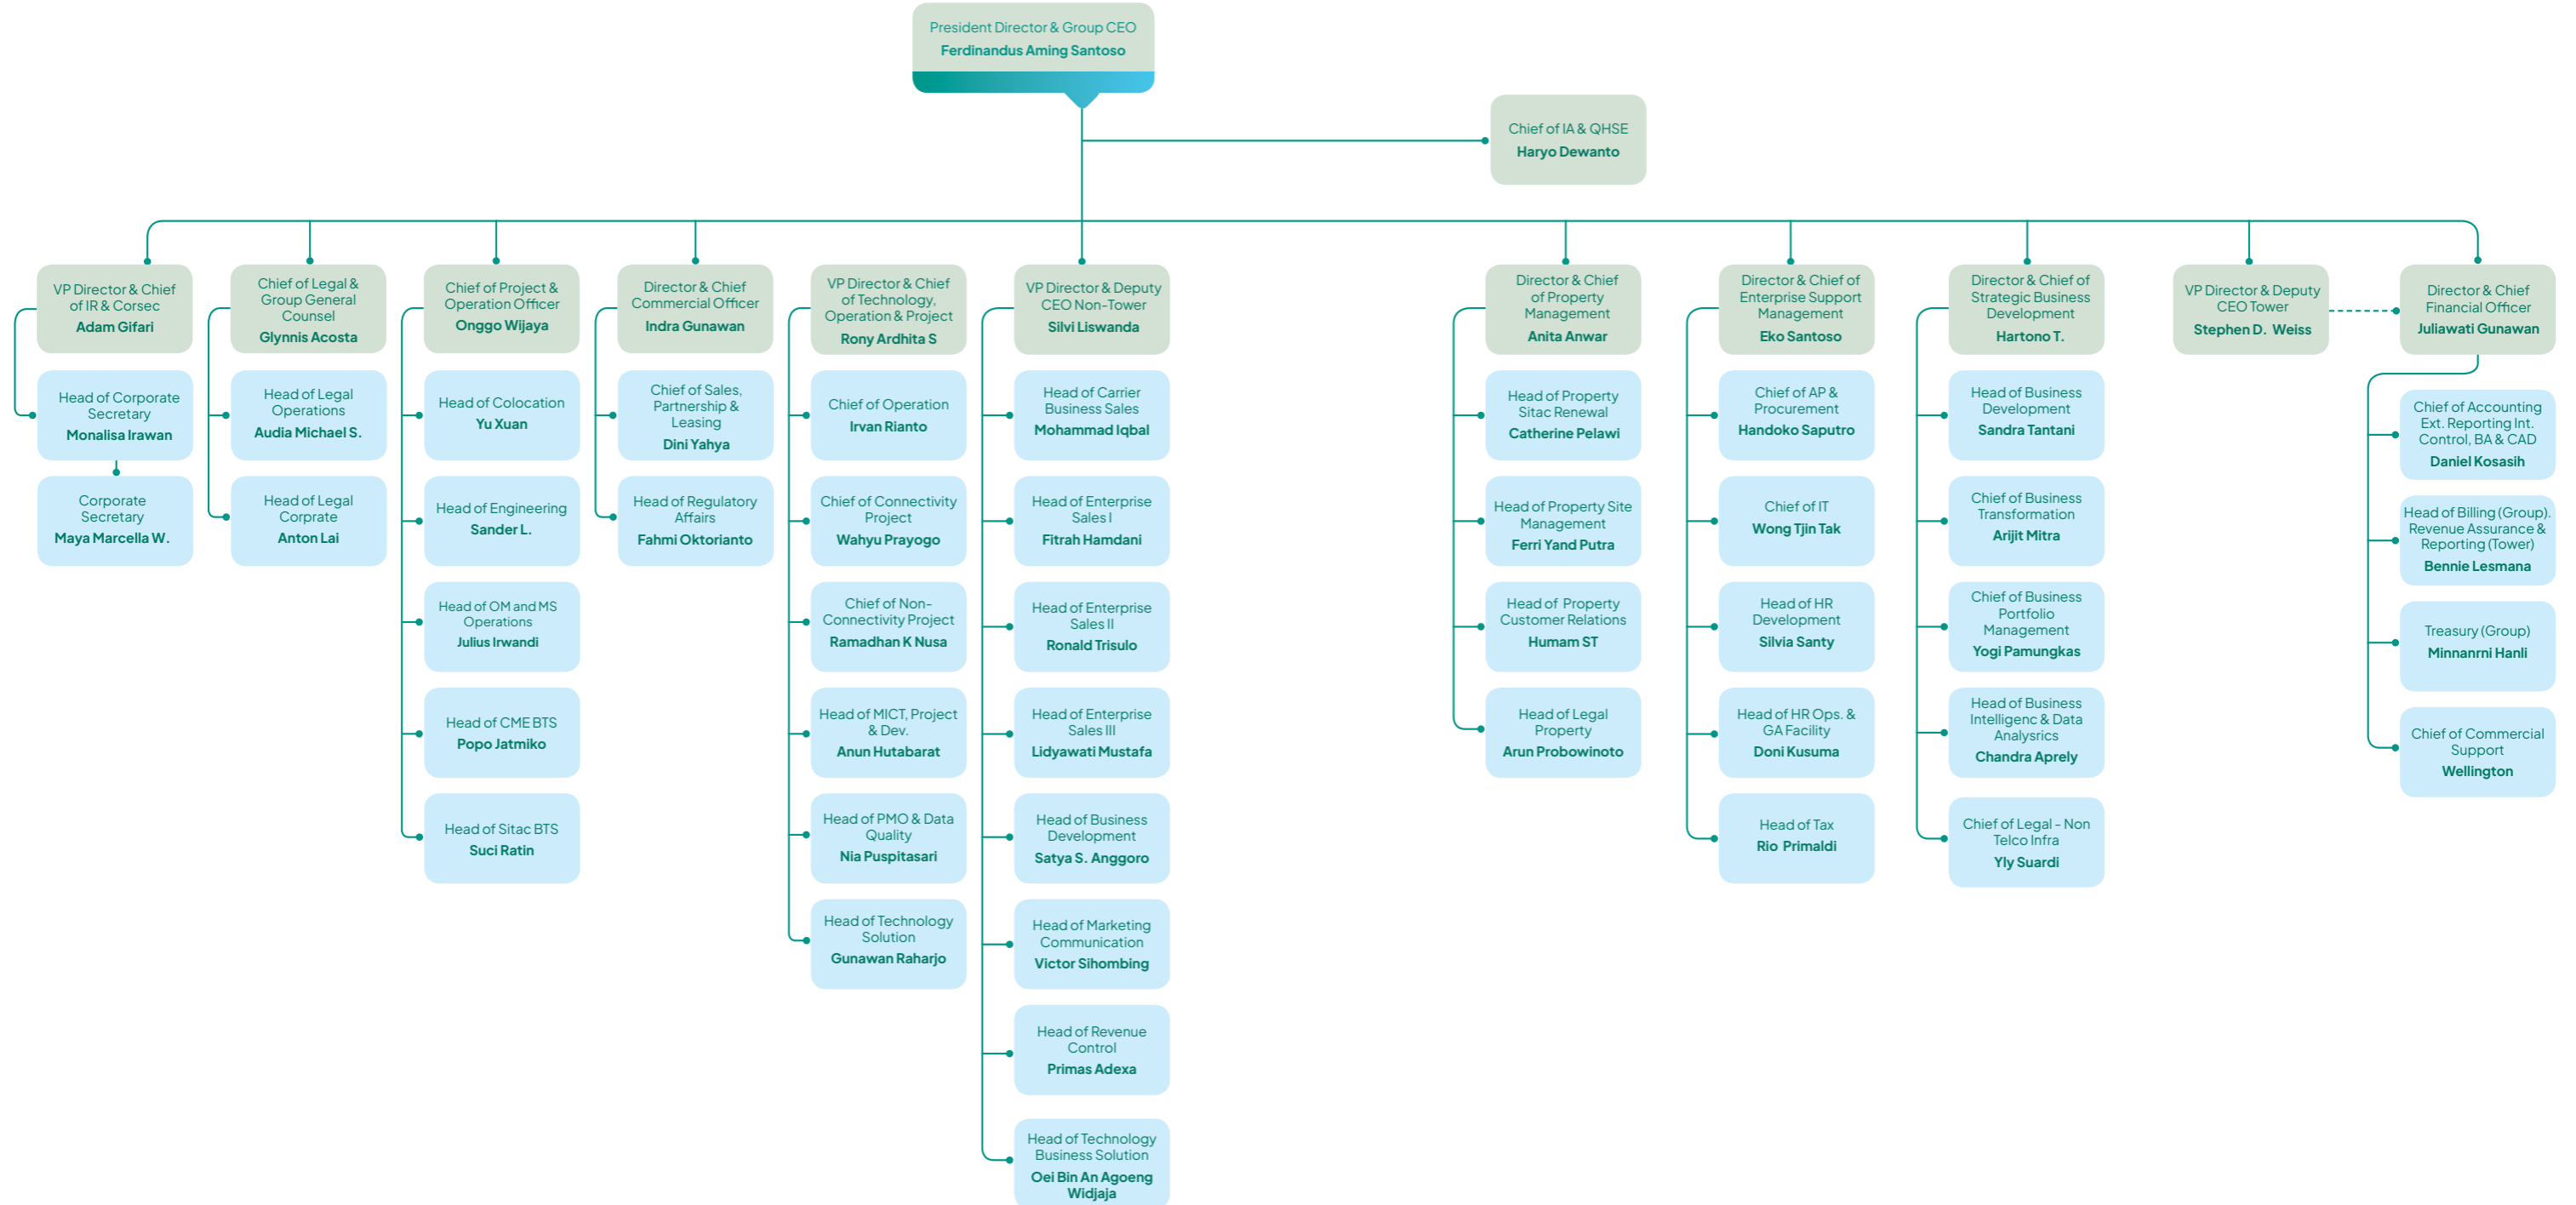 President Director & Group CEO
Ferdinandus Aming Santoso
Chief of IA & QHSE
Haryo Dewanto
VP Director & Chief
of IR & Corsec
Adam Gifari
Head of Corporate
Secretary
Monalisa Irawan
Corporate
Secretary
Maya Marcella W.
Chief of Legal &
Group General
Counsel
Glynnis Acosta
Head of Legal
Operations
Audia Michael S.
Head of Legal
Corprate
Anton Lai
Chief of Project &
Operation Officer
Onggo Wijaya
Head of Colocation
Yu Xuan
Head of Engineering
Sander L.
Head of OM and MS
Operations
Julius Irwandi
Head of CME BTS
Popo Jatmiko
Head of Sitac BTS
Suci Ratin
Director & Chief
Commercial Officer
Indra Gunawan
Chief of Sales,
Partnership &
Leasing
Dini Yahya
Head of Regulatory
Affairs
Fahmi Oktorianto
VP Director & Chief
of Technology,
Operation & Project
Rony Ardhita S
Chief of Operation
Irvan Rianto
Chief of Connectivity
Project
Wahyu Prayogo
Chief of Non-
Connectivity Project
Ramadhan K Nusa
Head of MICT, Project
& Dev.
Anun Hutabarat
Head of PMO & Data
Quality
Nia Puspitasari
Head of Technology
Solution
Gunawan Raharjo
VP Director & Deputy
CEO Non-Tower
Silvi Liswanda
Head of Carrier
Business Sales
Mohammad Iqbal
Head of Enterprise
Sales I
Fitrah Hamdani
Head of Enterprise
Sales II
Ronald Trisulo
Head of Enterprise
Sales III
Lidyawati Mustafa
Head of Business
Development
Satya S. Anggoro
Head of Marketing
Communication
Victor Sihombing
Head of Revenue
Control
Primas Adexa
Head of Technology
Business Solution
Oei Bin An Agoeng
Widjaja
Director & Chief
of Property
Management
Anita Anwar
Head of Property
Sitac Renewal
Catherine Pelawi
Head of Property Site
Management
Ferri Yand Putra
Head of Property
Customer Relations
Humam ST
Head of Legal
Property
Arun Probowinoto
Director & Chief of
Enterprise Support
Management
Eko Santoso
Chief of AP &
Procurement
Handoko Saputro
Chief of IT
Wong Tjin Tak
Head of HR
Development
Silvia Santy
Head of HR Ops. &
GA Facility
Doni Kusuma
Head of Tax
Rio Primaldi
Director & Chief of
Strategic Business
Development
Hartono T.
Head of Business
Development
Sandra Tantani
Chief of Business
Transformation
Arijit Mitra
Chief of Business
Portfolio
Management
Yogi Pamungkas
Head of Business
Intelligenc & Data
Analysrics
Chandra Aprely
Chief of Legal - Non
Telco Infra
Yly Suardi
VP Director & Deputy
CEO Tower
Stephen D. Weiss
Director & Chief
Financial Officer
Juliawati Gunawan
Chief of Accounting
Ext. Reporting Int.
Control, BA & CAD
Daniel Kosasih
Head of Billing (Group).
Revenue Assurance &
Reporting (Tower)
Bennie Lesmana
Treasury (Group)
Minnanrni Hanli
Chief of Commercial
Support
Wellington